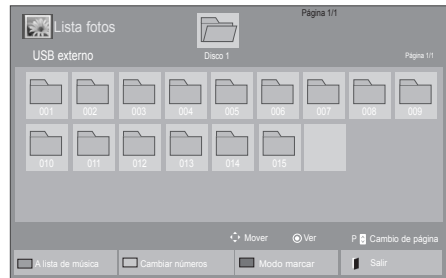 Página 1/1
Lista fotos
USB externo
Disco 1
Página 1/1
001 002 003 004 005 006 007 008 009
010 011 012 013 014 015
Mover Ver P Cambio de página
A lista de música Cambiar números Modo marcar Salir